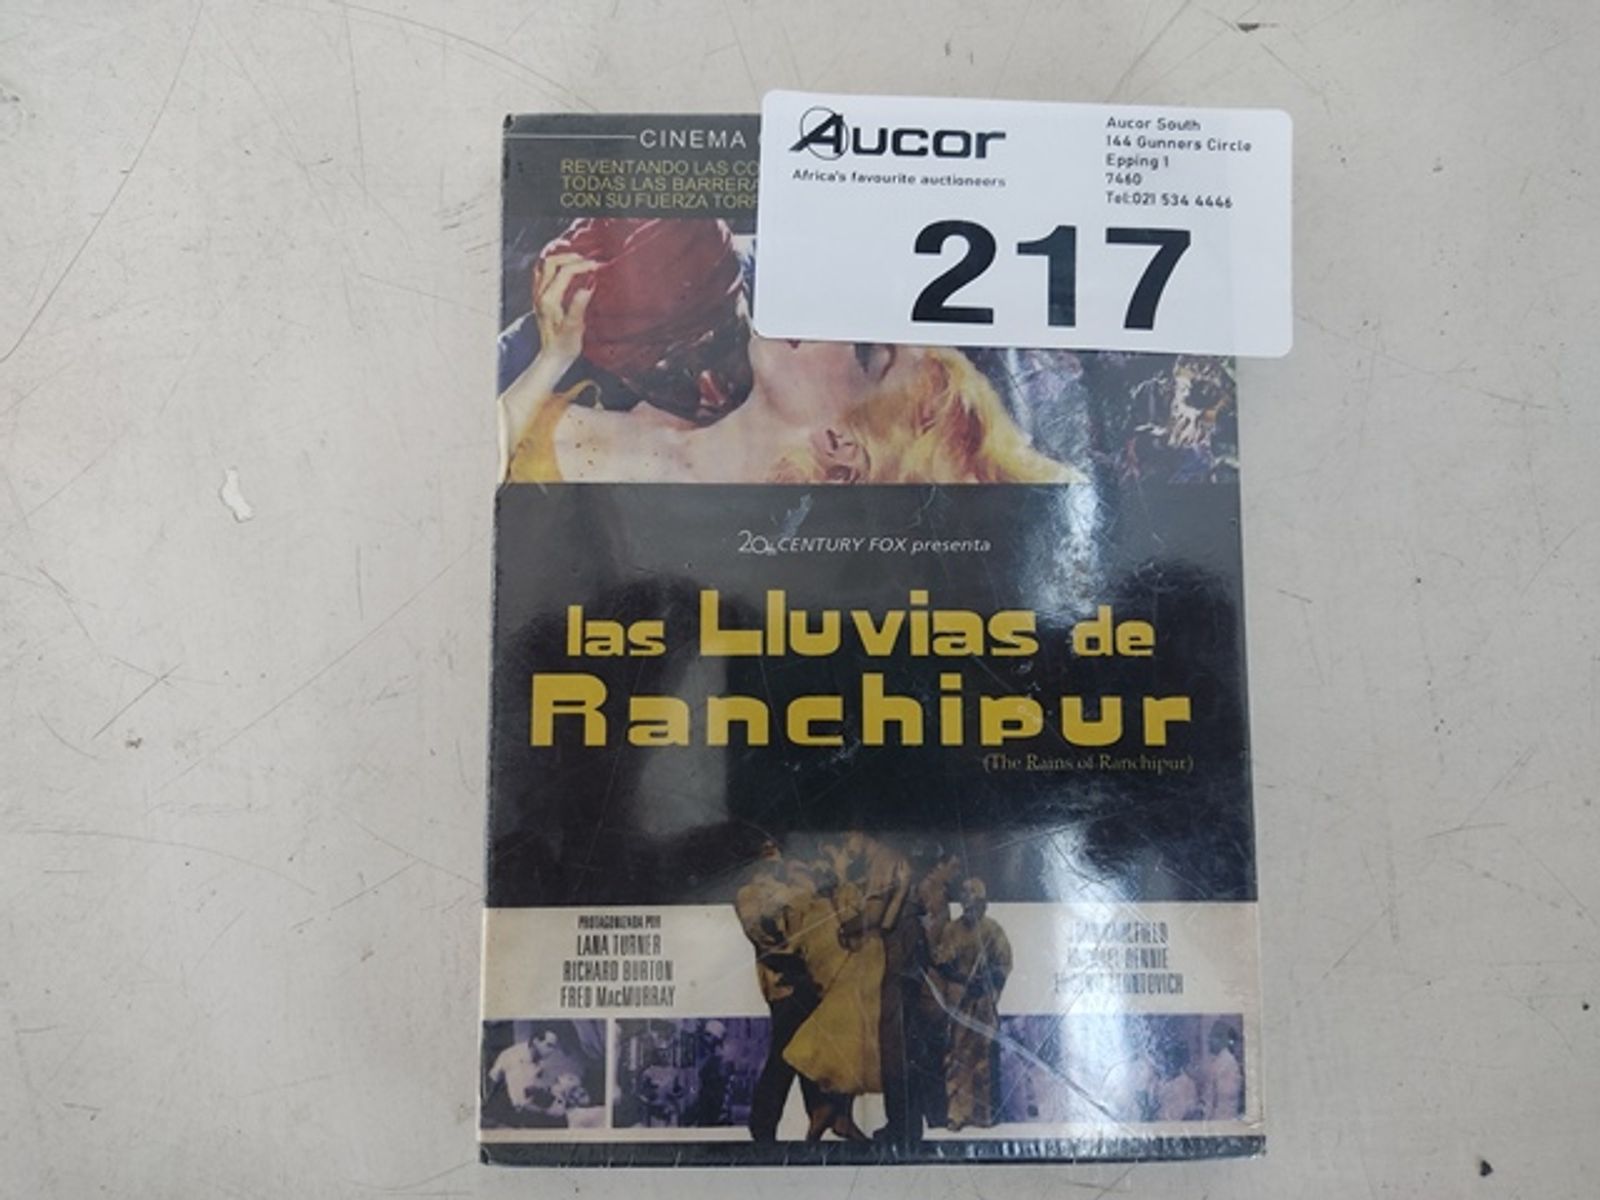 Aucor
Africa's favourite auctioneers
Aucor South
144 Gunners Circle
Epping 1
7460
Tel:021 534 4446
217
CINEMA
REVENTANDO LAS
TODAS LAS
CON SU FUERZA
20th CENTURY FOX presenta
las Lluvias de
Ranchipur
(The Rains of Ranchipur)
PROTAGONIZADA POR
LANA TURNER
RICHARD BURTON
FRED MACMURRAY